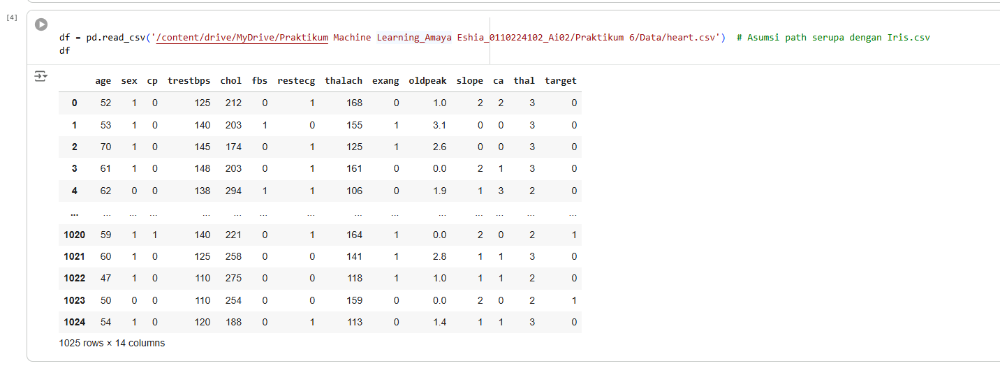 [4]
df = pd.read_csv('/content/drive/MyDrive/Praktikum Machine Learning_Amaya Eshia_0110224102_Ai02/Praktikum 6/Data/heart.csv')  # Asumsi path serupa dengan Iris.csv
df
age sex cp trestbps chol fbs restecg thalach exang oldpeak slope ca thal target
0 52 1 0 125 212 0 1 168 0 1.0 2 2 3 0
1 53 1 0 140 203 1 0 155 1 3.1 0 0 3 0
2 70 1 0 145 174 0 1 125 1 2.6 0 0 3 0
3 61 1 0 148 203 0 1 161 0 0.0 2 1 3 0
4 62 0 0 138 294 1 1 106 0 1.9 1 3 2 0
... ... ... ... ... ... ... ... ... ... ... ... ... ... ...
1020 59 1 1 140 221 0 1 164 1 0.0 2 0 2 1
1021 60 1 0 125 258 0 0 141 1 2.8 1 1 3 0
1022 47 1 0 110 275 0 0 118 1 1.0 1 1 2 0
1023 50 0 0 110 254 0 0 159 0 0.0 2 0 2 1
1024 54 1 0 120 188 0 1 113 0 1.4 1 1 3 0
1025 rows × 14 columns